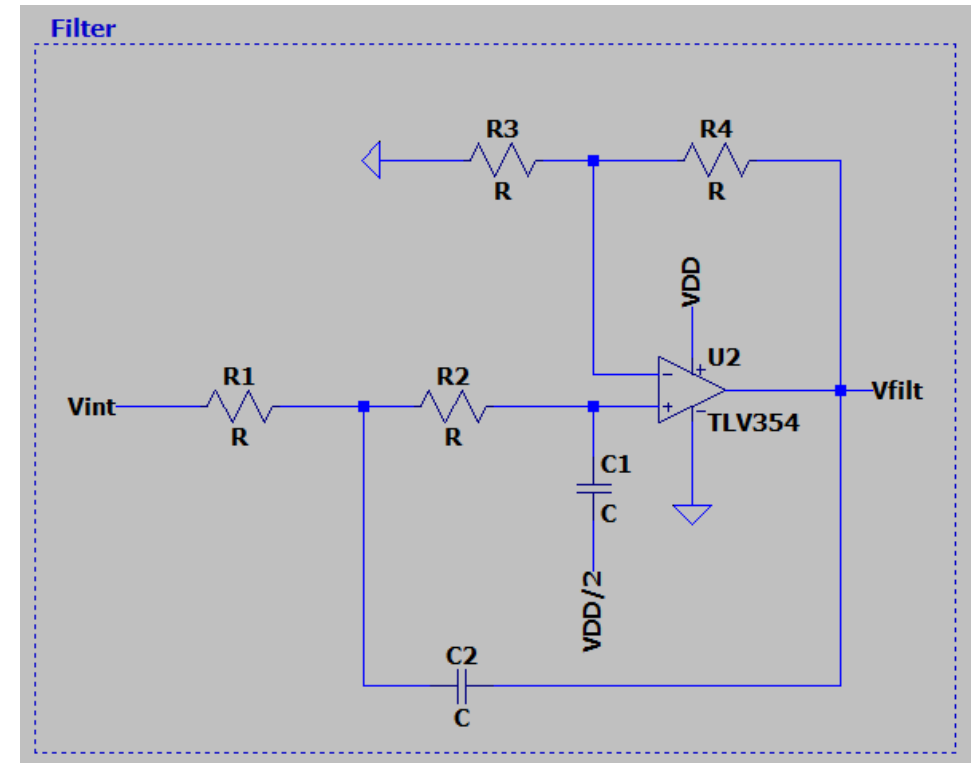 Filter
R3
R
R4
R
VDD
U2
TLV354
Vfilt
Vint
R1
R
R2
R
C1
C
VDD/2
C2
C